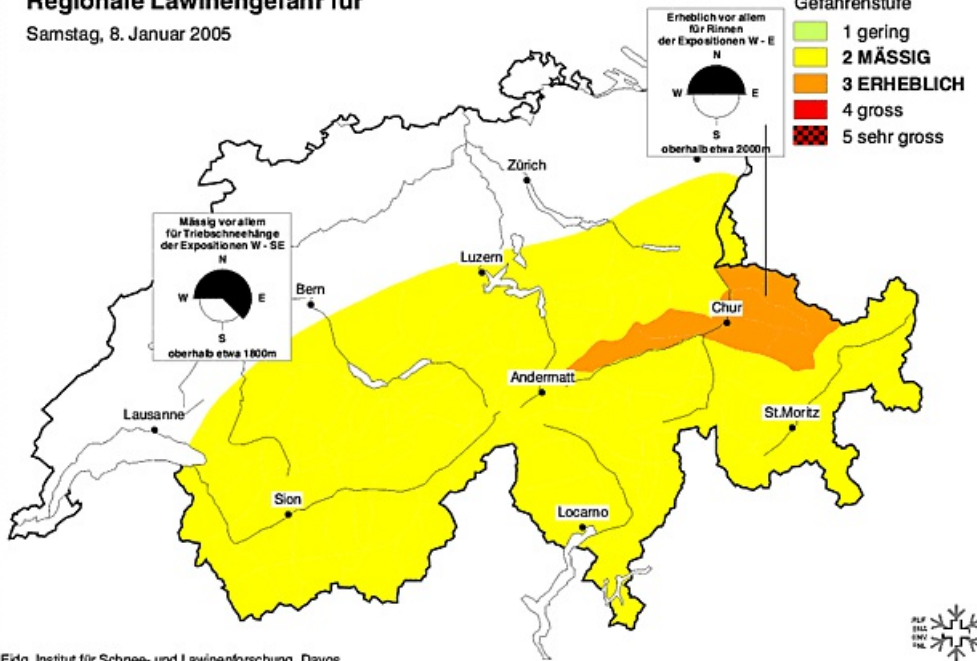 Regionale Lawinengefahr für
Samstag, 8. Januar 2005
Gefahrenstufe
1 gering
2 MÄSSIG
3 ERHEBLICH
4 gross
5 sehr gross
Erheblich vor allem
für Rinnen
der Expositionen W - E
N
W
E
S
oberhalb etwa 2000m
Mässig vor allem
für Triebschneehänge
der Expositionen W - SE
N
W
E
S
oberhalb etwa 1800m
Zürich
Luzern
Bern
Chur
Andermatt
Lausanne
St.Moritz
Sion
Locarno
Eidg. Institut für Schnee- und Lawinenforschung, Davos